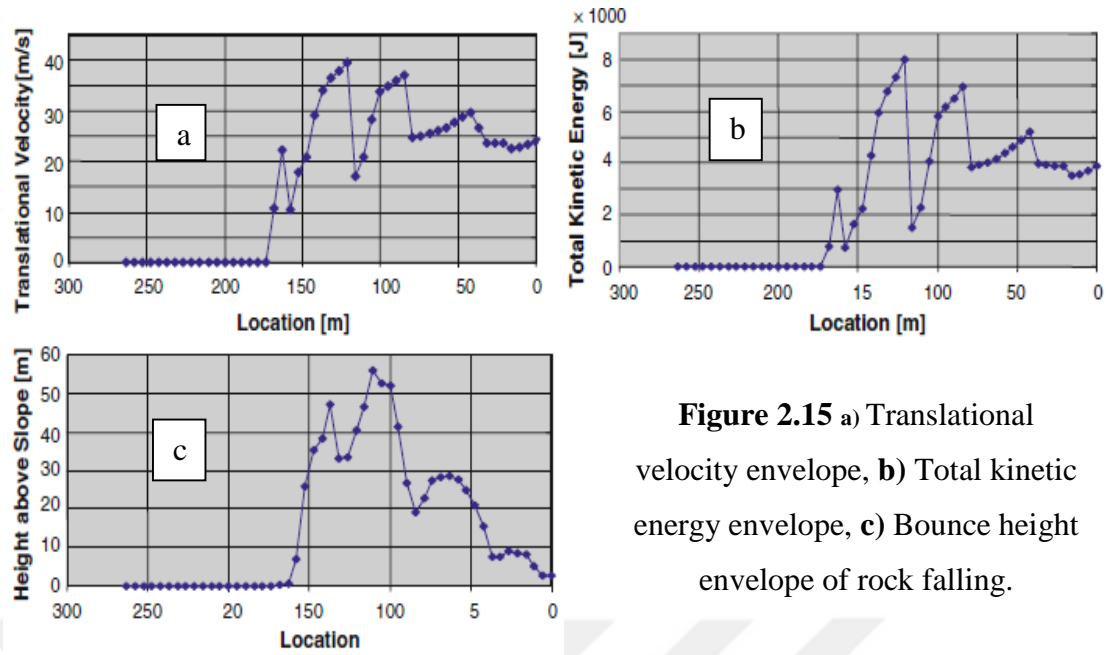 Translational Velocity[m/s]
40
30
20
10
0
a
300 250 200 150 100 50 0
Location [m]
× 1000
Total Kinetic Energy [J]
8
6
4
2
0
b
300 250 200 15 100 50 0
Location [m]
Height above Slope [m]
60
50
40
30
20
10
0
c
300 250 20 150 100 50 0
Location
Figure 2.15 a) Translational
velocity envelope, b) Total kinetic
energy envelope, c) Bounce height
envelope of rock falling.